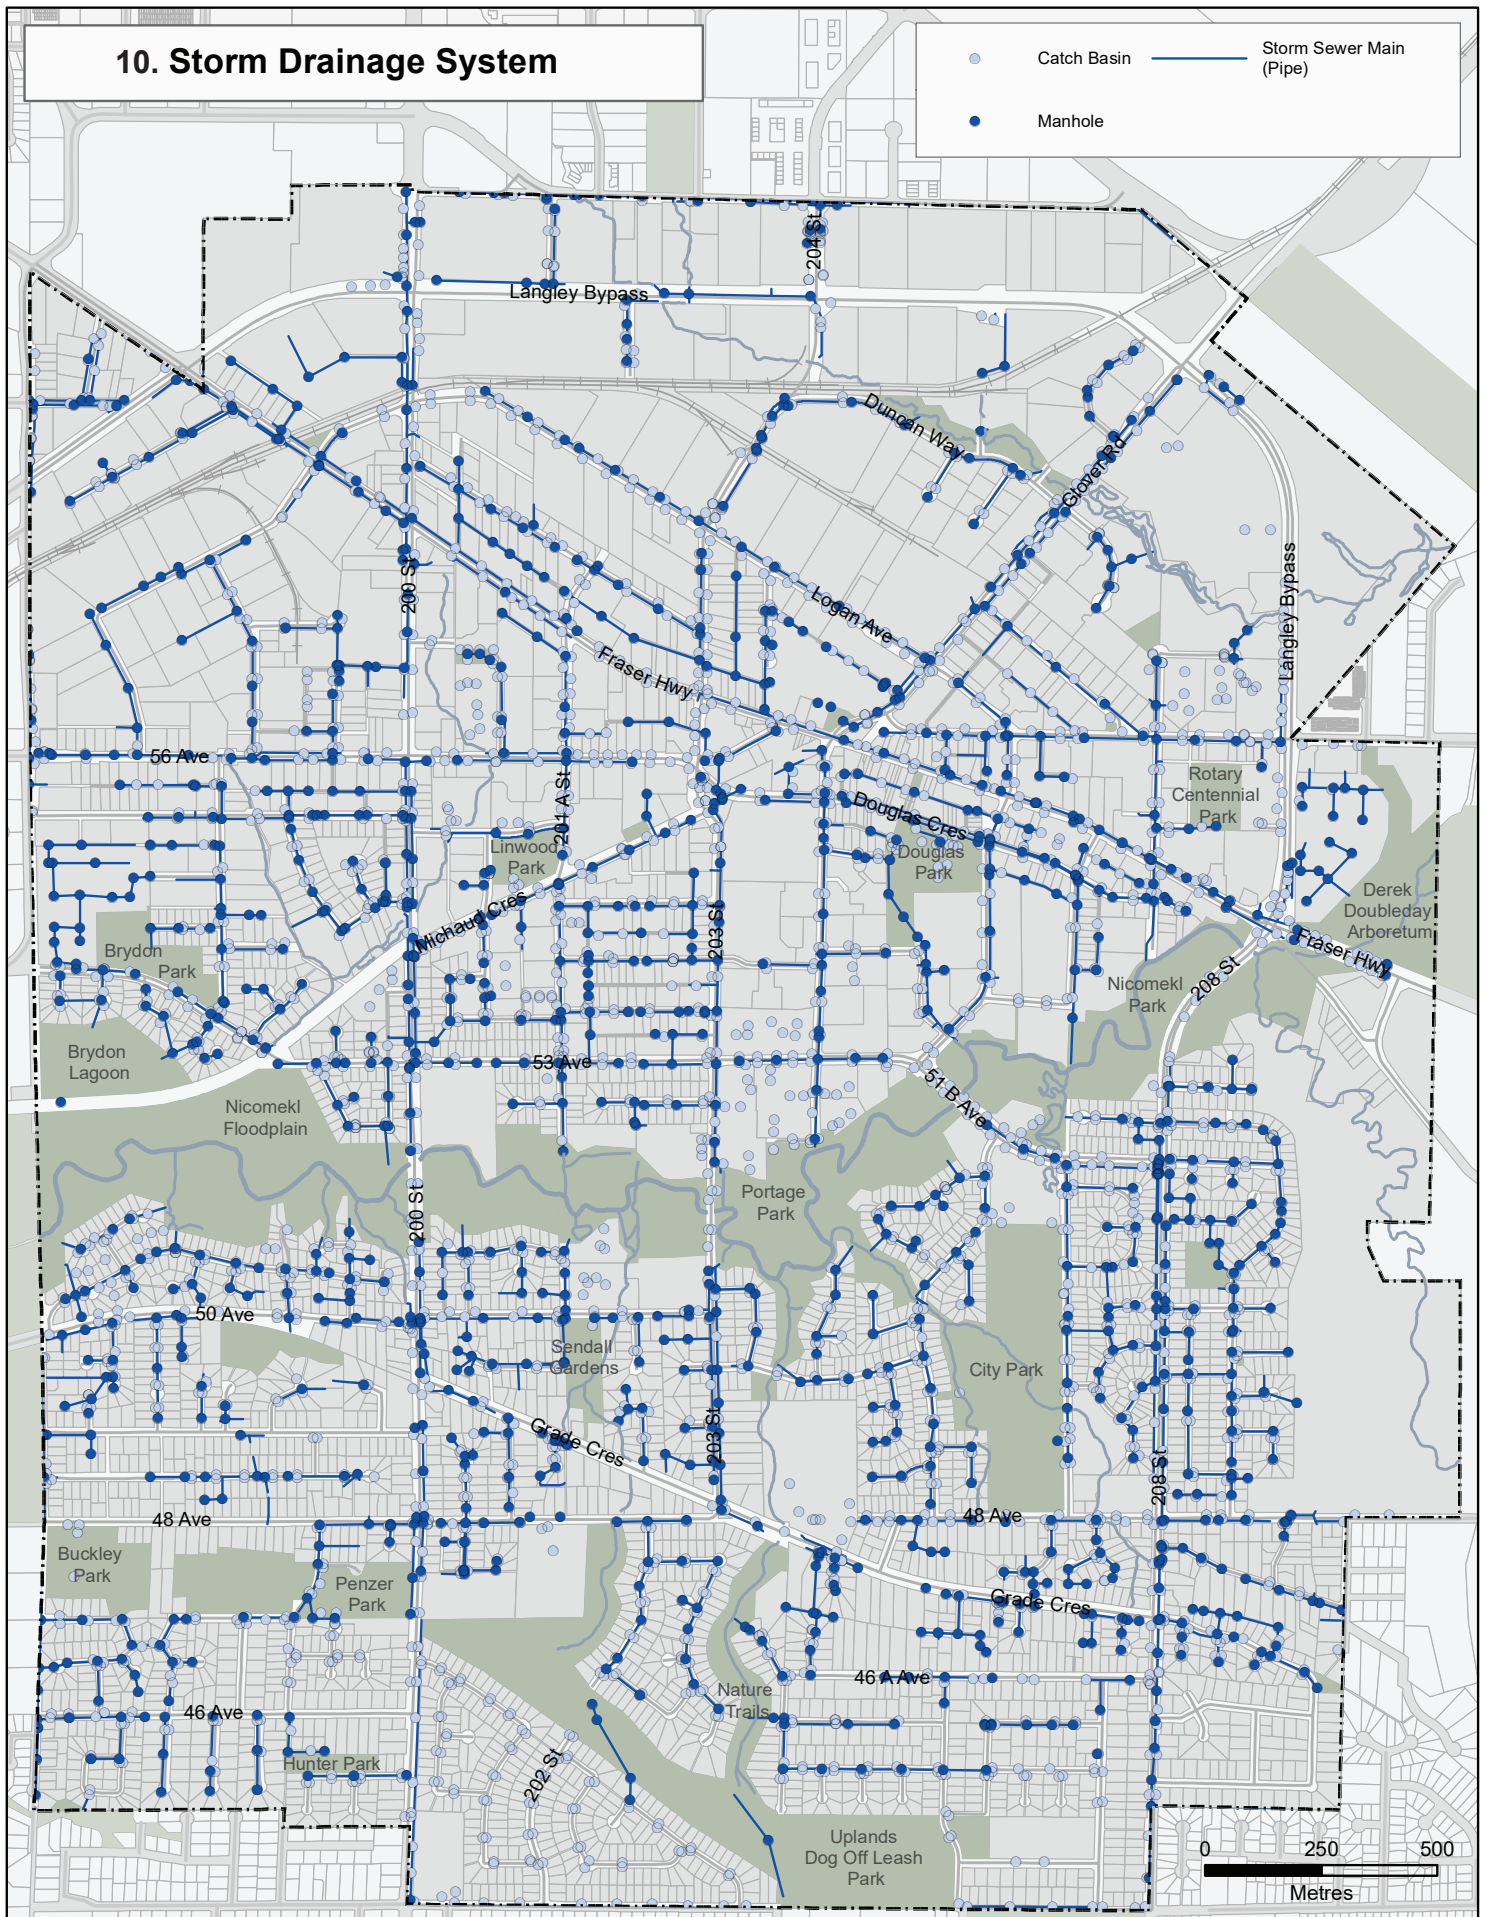 10. Storm Drainage System
Catch Basin
Storm Sewer Main
(Pipe)
Manhole
204 St
Langley Bypass
Duncan Way
Glover Rd
200 St
Logan Ave
Langley Bypass
Fraser Hwy
56 Ave
201 A St
Rotary
Centennial
Park
Douglas Cres
Linwood
Park
Douglas
Park
Derek
Doubleday
Arboretum
Michaud Cres
203 St
Fraser Hwy
Brydon
Park
208 St
Nicomekl
Park
Brydon
Lagoon
53 Ave
51 B Ave
Nicomekl
Floodplain
Portage
Park
200 St
50 Ave
Sendall
Gardens
City Park
Grade Cres
203 St
208 St
48 Ave
48 Ave
Buckley
Park
Penzer
Park
Grade Cres
46 A Ave
Nature
Trails
46 Ave
Hunter Park
202 St
Uplands
Dog Off Leash
Park
0 250 500
Metres